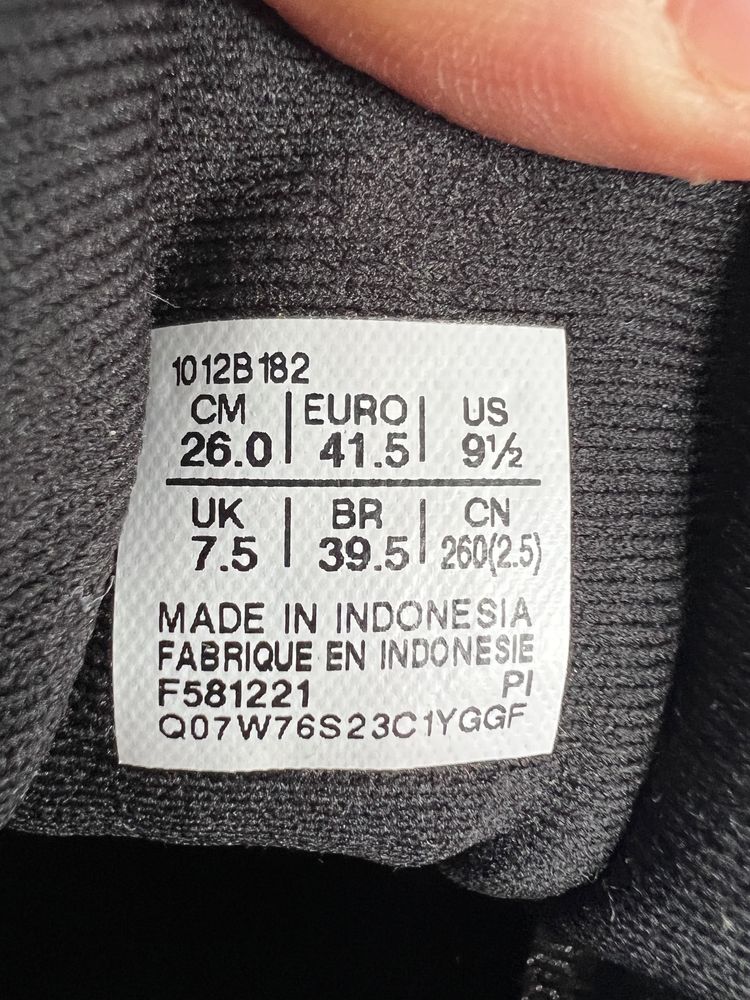 1012B182
CM | EURO | US
26.0 | 41.5 | 9½
UK | BR | CN
7.5 | 39.5 | 260(2.5)
MADE IN INDONESIA
FABRIQUE EN INDONESIE
F581221 PI
Q07W76S23C1YGGF